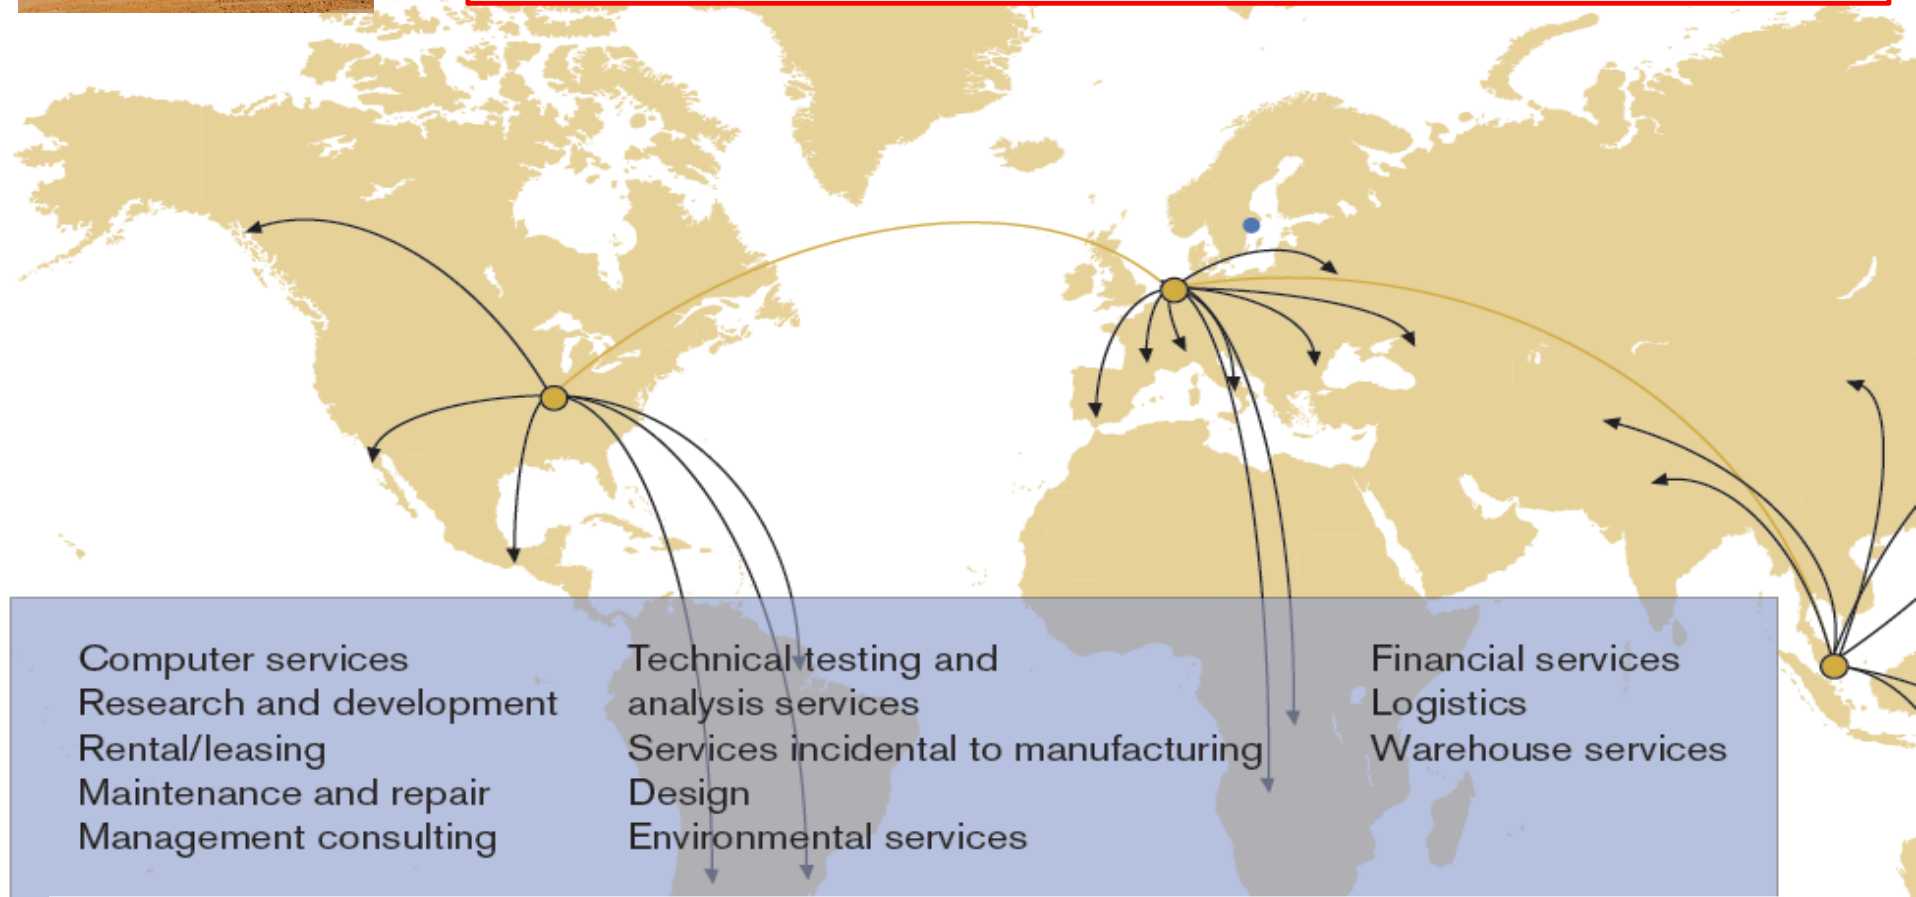 Computer services
Research and development
Rental/leasing
Maintenance and repair
Management consulting
Technical testing and
analysis services
Services incidental to manufacturing
Design
Environmental services
Financial services
Logistics
Warehouse services